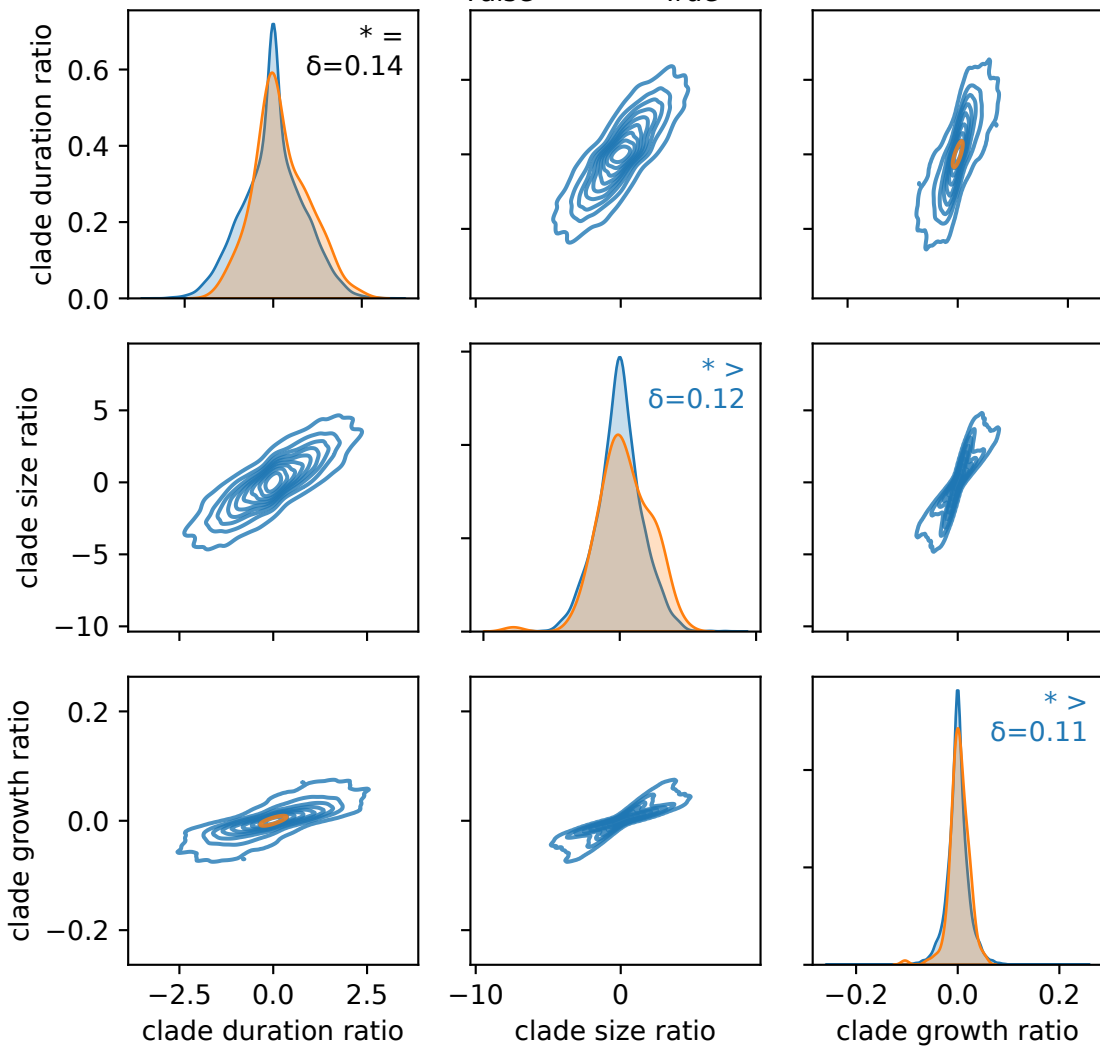 clade duration ratio
0.6
0.4
0.2
0.0
* =
δ=0.14
clade size ratio
5
0
−5
−10
* >
δ=0.12
clade growth ratio
0.2
0.0
−0.2
* >
δ=0.11
−2.5 0.0 2.5 −10 0 −0.2 0.0 0.2
clade duration ratio clade size ratio clade growth ratio